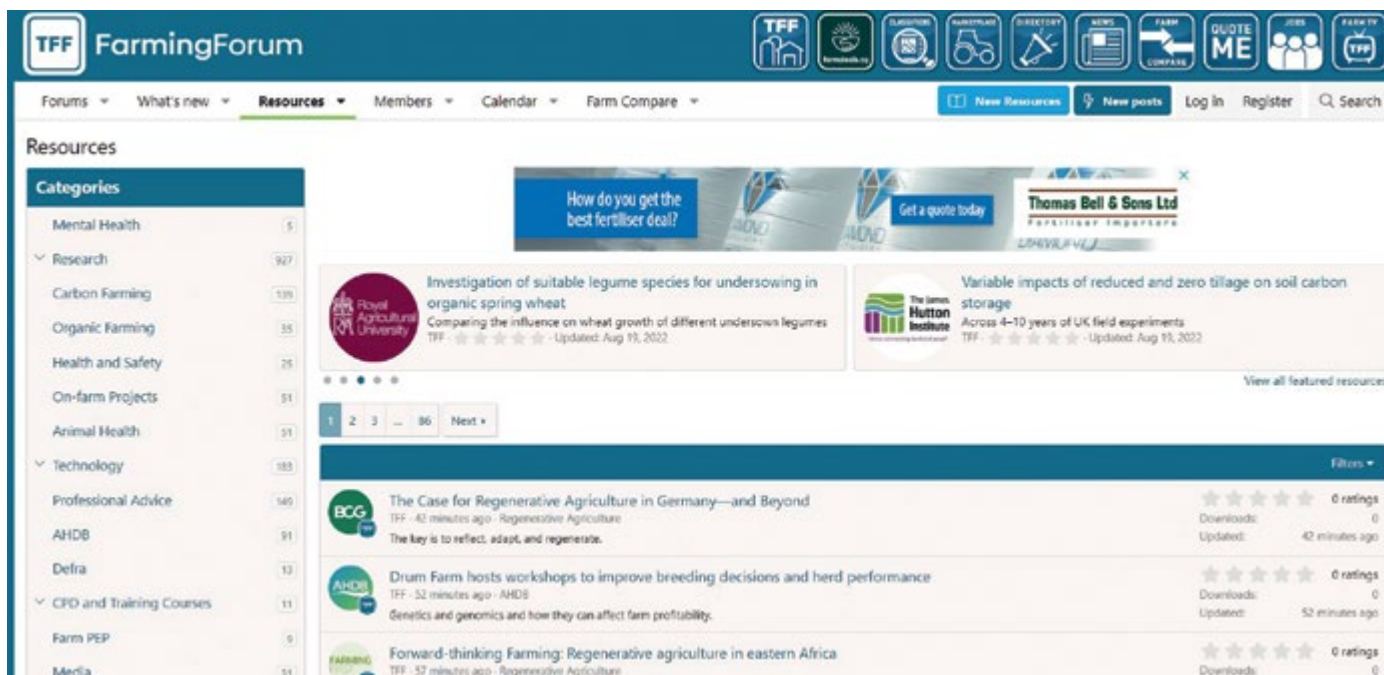 TFF FarmingForum
TFF
farmdeals.ag
CLASSIFIEDS
MARKETPLACE
DIRECTORY
NEWS
FARM COMPARE
QUOTE ME
JOBS
FARM TV TFF
Forums What's new Resources Members Calendar Farm Compare New Resources New posts Log in Register Search
Resources
Categories
Mental Health 5
Research 927
Carbon Farming 139
Organic Farming 35
Health and Safety 25
On-farm Projects 51
Animal Health 51
Technology 183
Professional Advice 149
AHDB 91
Defra 13
CPD and Training Courses 11
Farm PEP 9
Media
How do you get the
best fertiliser deal?
Get a quote today
Thomas Bell & Sons Ltd
Fertiliser Importers
Royal
Agricultural
University
Investigation of suitable legume species for undersowing in
organic spring wheat
Comparing the influence on wheat growth of different undersown legumes
TFF · Updated: Aug 19, 2022
The James
Hutton
Institute
Variable impacts of reduced and zero tillage on soil carbon
storage
Across 4–10 years of UK field experiments
TFF · Updated: Aug 19, 2022
View all featured resources
1 2 3 ... 86 Next
Filters
BCG
The Case for Regenerative Agriculture in Germany—and Beyond
TFF · 42 minutes ago · Regenerative Agriculture
The key is to reflect, adapt, and regenerate.
0 ratings
Downloads: 0
Updated: 42 minutes ago
AHDB
Drum Farm hosts workshops to improve breeding decisions and herd performance
TFF · 52 minutes ago · AHDB
Genetics and genomics and how they can affect farm profitability.
0 ratings
Downloads: 0
Updated: 52 minutes ago
FARMING
Forward-thinking Farming: Regenerative agriculture in eastern Africa
TFF · 57 minutes ago · Regenerative Agriculture
0 ratings
Downloads: 0